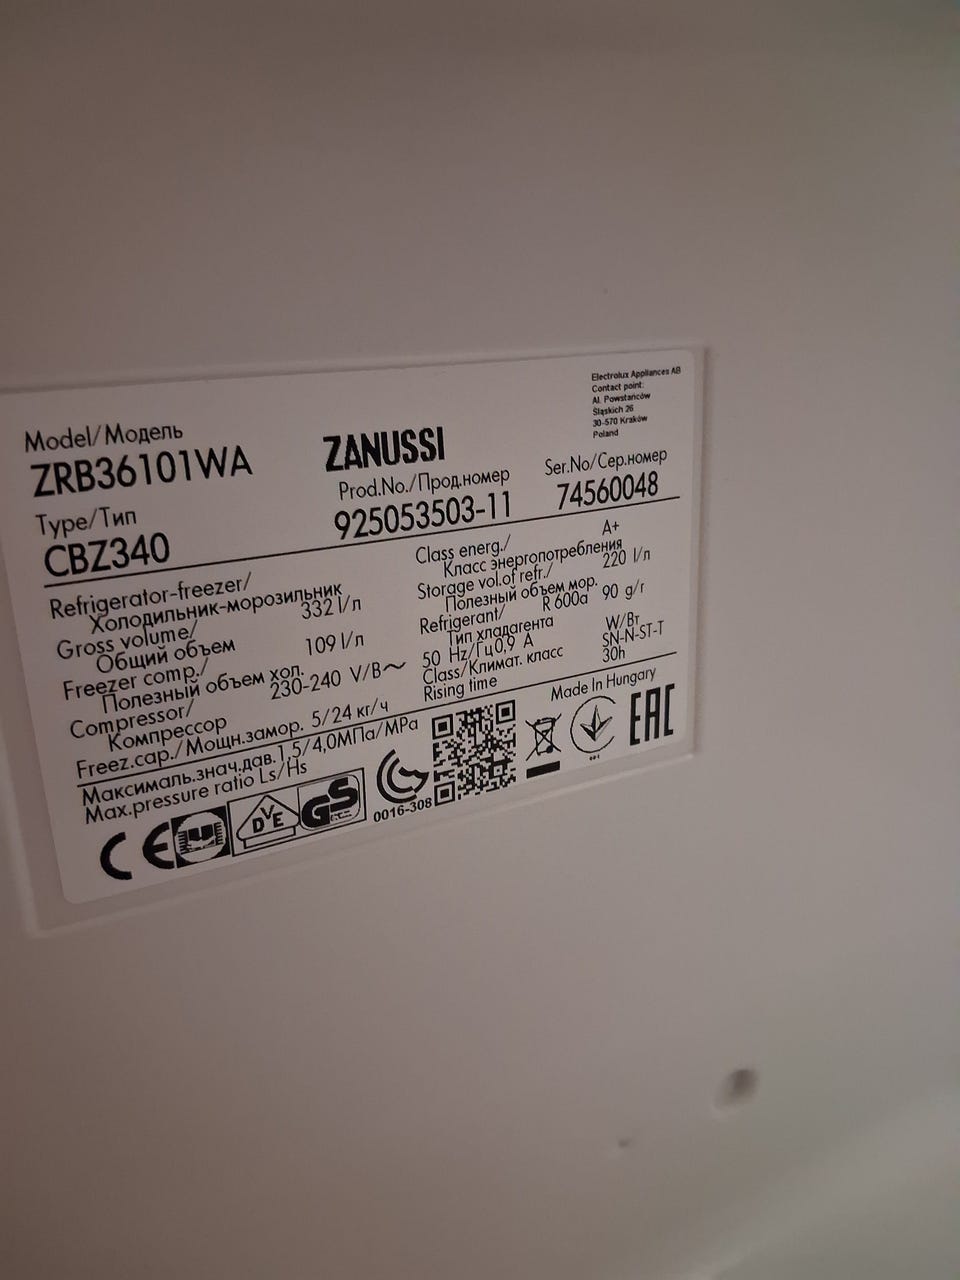 Electrolux Appliances AB
Contact point:
Al. Powstańców
Śląskich 26
30-570 Kraków
Poland
Model/Модель
ZRB36101WA
ZANUSSI
Prod.No./Прод.номер
925053503-11
Ser.No/Сер.номер
74560048
Type/Тип
CBZ340
Refrigerator-freezer/
Холодильник-морозильник
Gross volume/ 332 l/л
Общий объем
Freezer comp./ 109 l/л
Полезный объем хол.
Compressor/ 230-240 V/В~
Компрессор
Freez.cap./Мощн.замор. 5/24 кг/ч
Class energ./ A+
Класс энергопотребления
Storage vol.of refr./ 220 l/л
Полезный объем мор.
Refrigerant/ R 600a 90 g/г
Тип хладагента
50 Hz/Гц 0,9 A W/Вт
Class/Климат. класс SN-N-ST-T
Rising time 30h
Максималь.знач.дав.1,5/4,0МПа/MPa
Max.pressure ratio Ls/Hs
Made in Hungary
CE
DVE
GS
0016-308
EAC